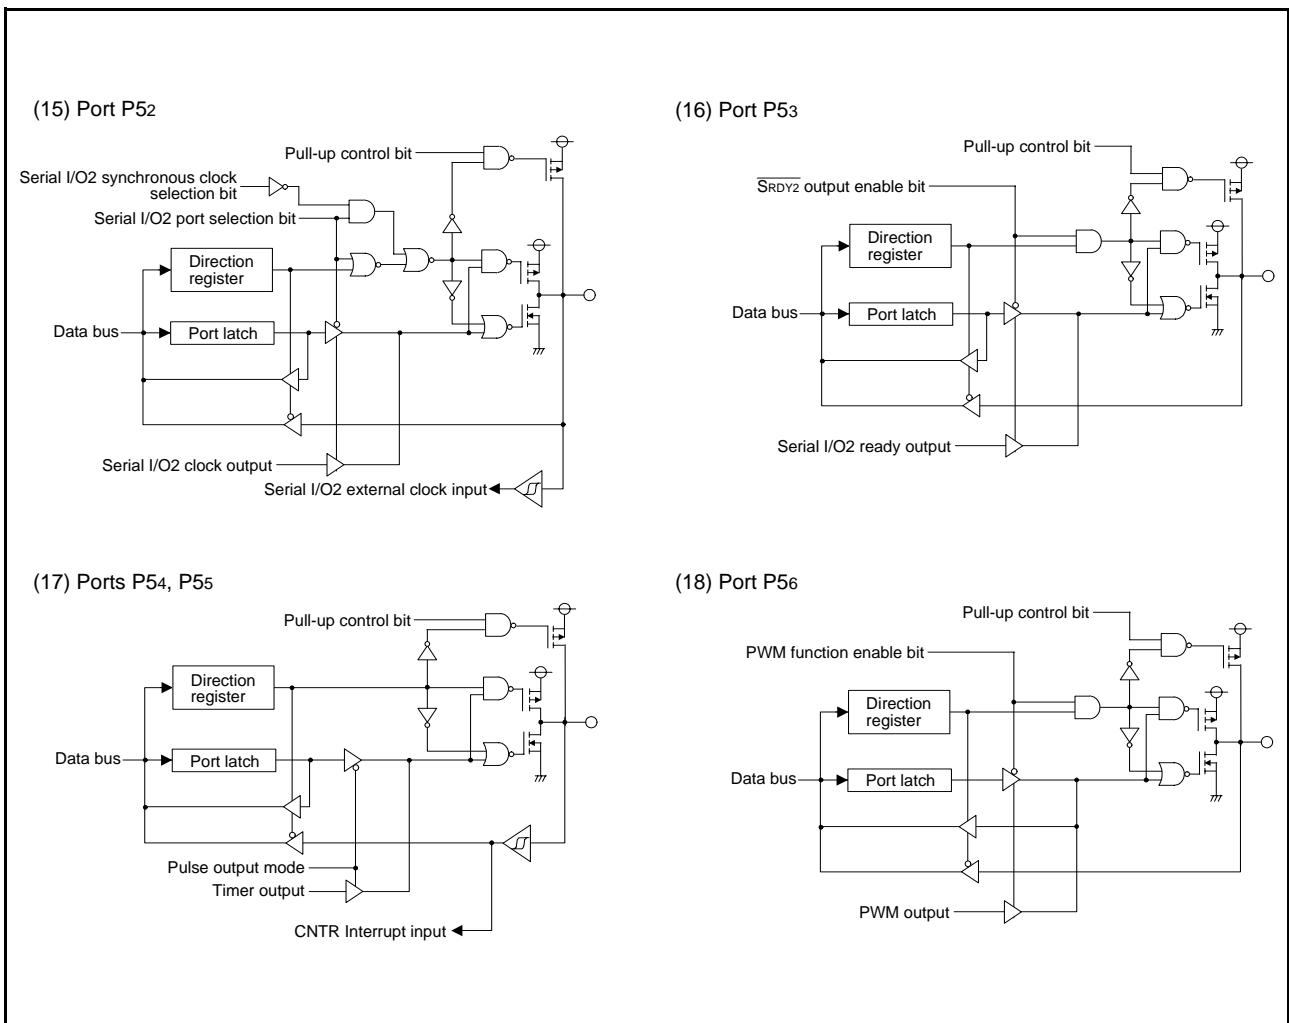 (15) Port P52
Pull-up control bit
Serial I/O2 synchronous clock
selection bit
Serial I/O2 port selection bit
Direction
register
Data bus
Port latch
Serial I/O2 clock output
Serial I/O2 external clock input
(16) Port P53
Pull-up control bit
SRDY2 output enable bit
Direction
register
Data bus
Port latch
Serial I/O2 ready output
(17) Ports P54, P55
Pull-up control bit
Direction
register
Data bus
Port latch
Pulse output mode
Timer output
CNTR Interrupt input
(18) Port P56
Pull-up control bit
PWM function enable bit
Direction
register
Data bus
Port latch
PWM output